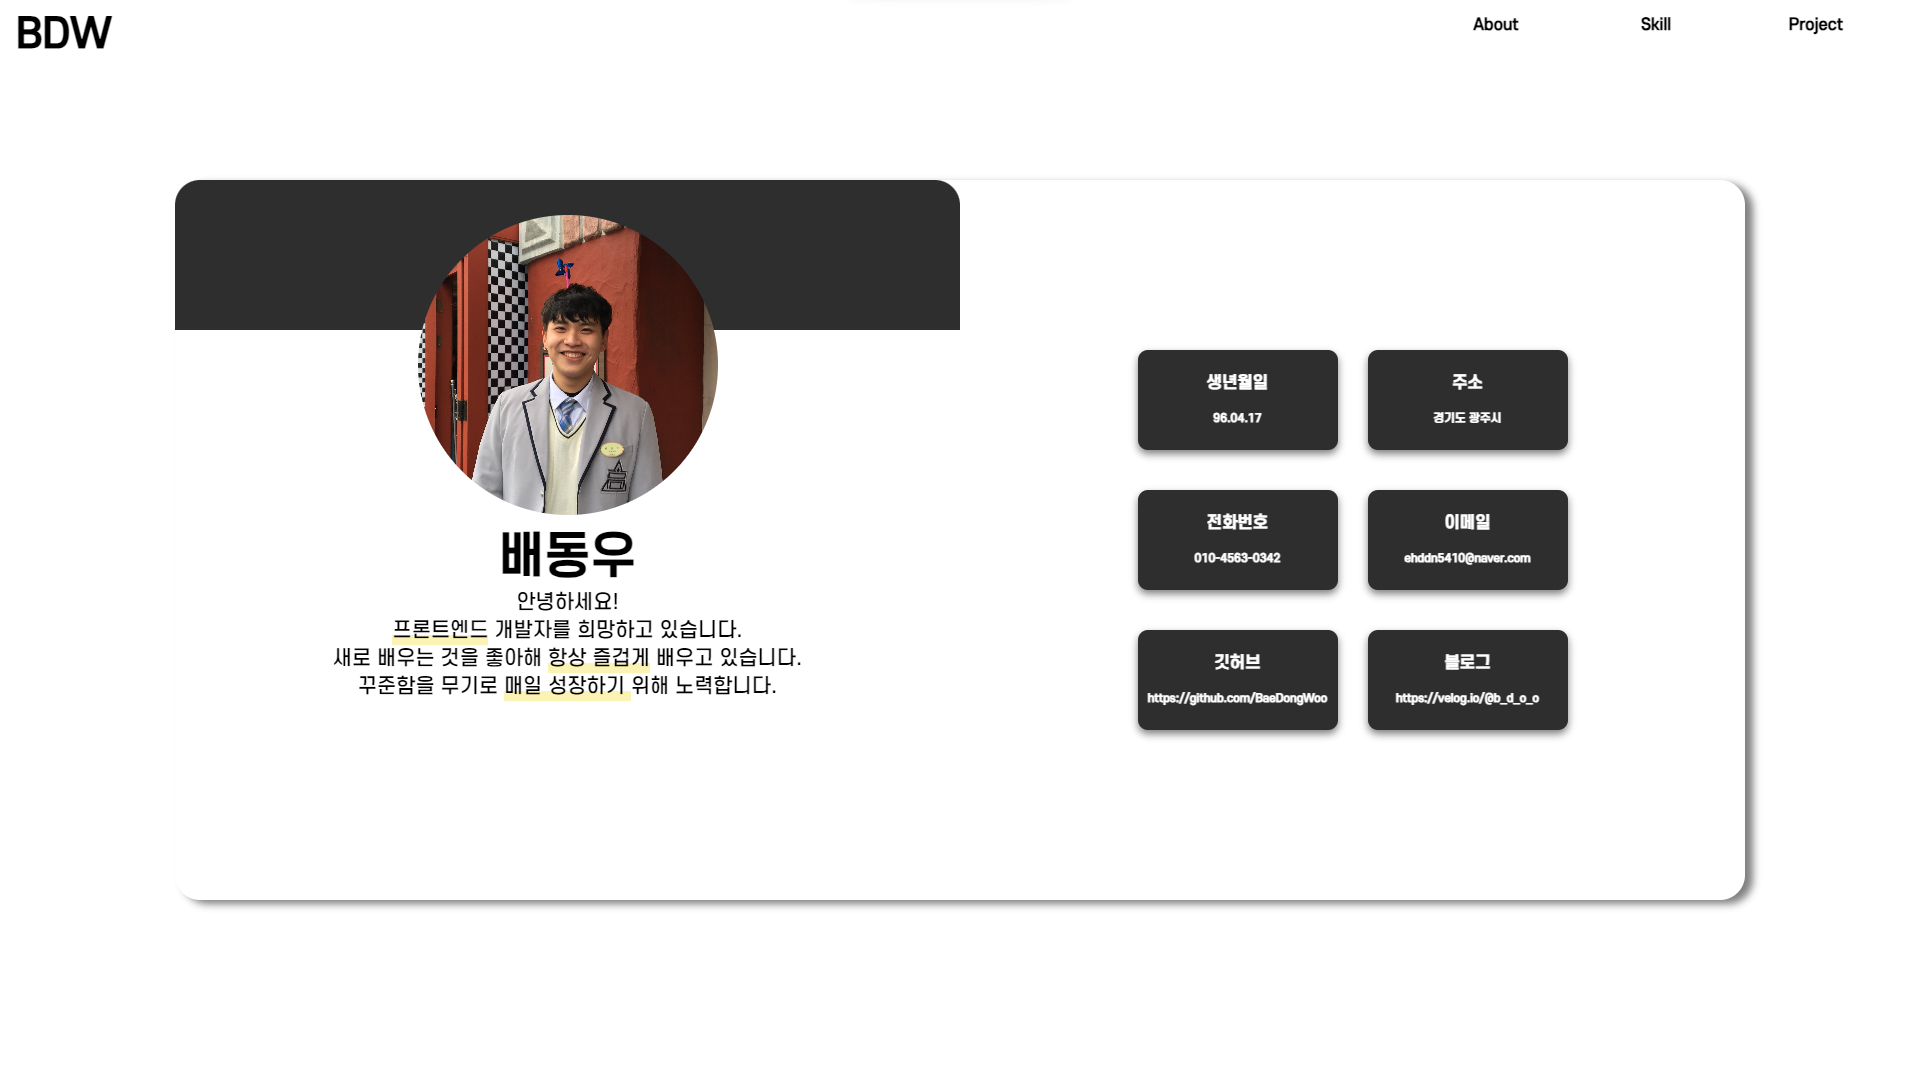 BDW
About
Skill
Project
배동우
안녕하세요!
프론트엔드 개발자를 희망하고 있습니다.
새로 배우는 것을 좋아해 항상 즐겁게 배우고 있습니다.
꾸준함을 무기로 매일 성장하기 위해 노력합니다.
생년월일
96.04.17
주소
경기도 광주시
전화번호
010-4563-0342
이메일
ehddn5410@naver.com
깃허브
https://github.com/BaeDongWoo
블로그
https://velog.io/@b_d_o_o